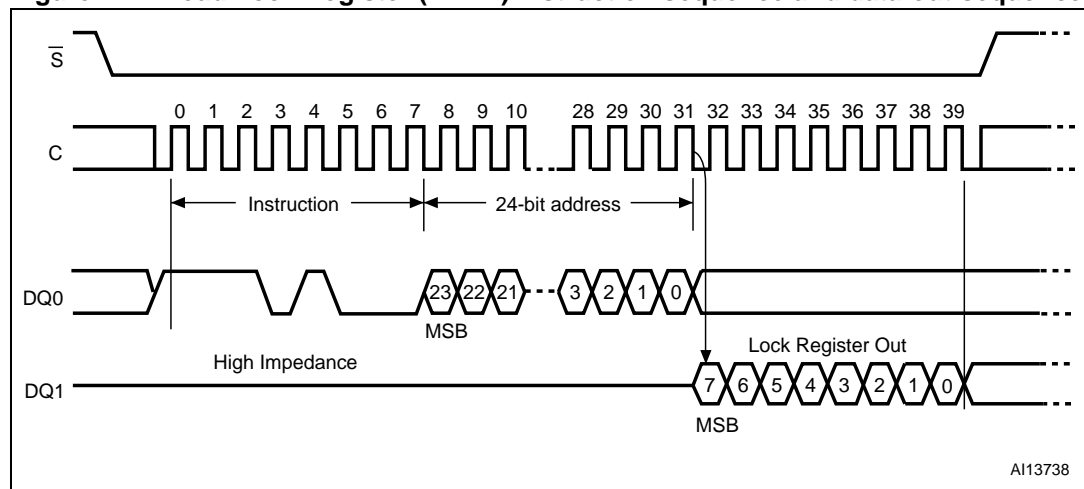 S
0 1 2 3 4 5 6 7 8 9 10 28 29 30 31 32 33 34 35 36 37 38 39
C
Instruction 24-bit address
DQ0 23 22 21 3 2 1 0
MSB
High Impedance Lock Register Out
DQ1 7 6 5 4 3 2 1 0
MSB
AI13738